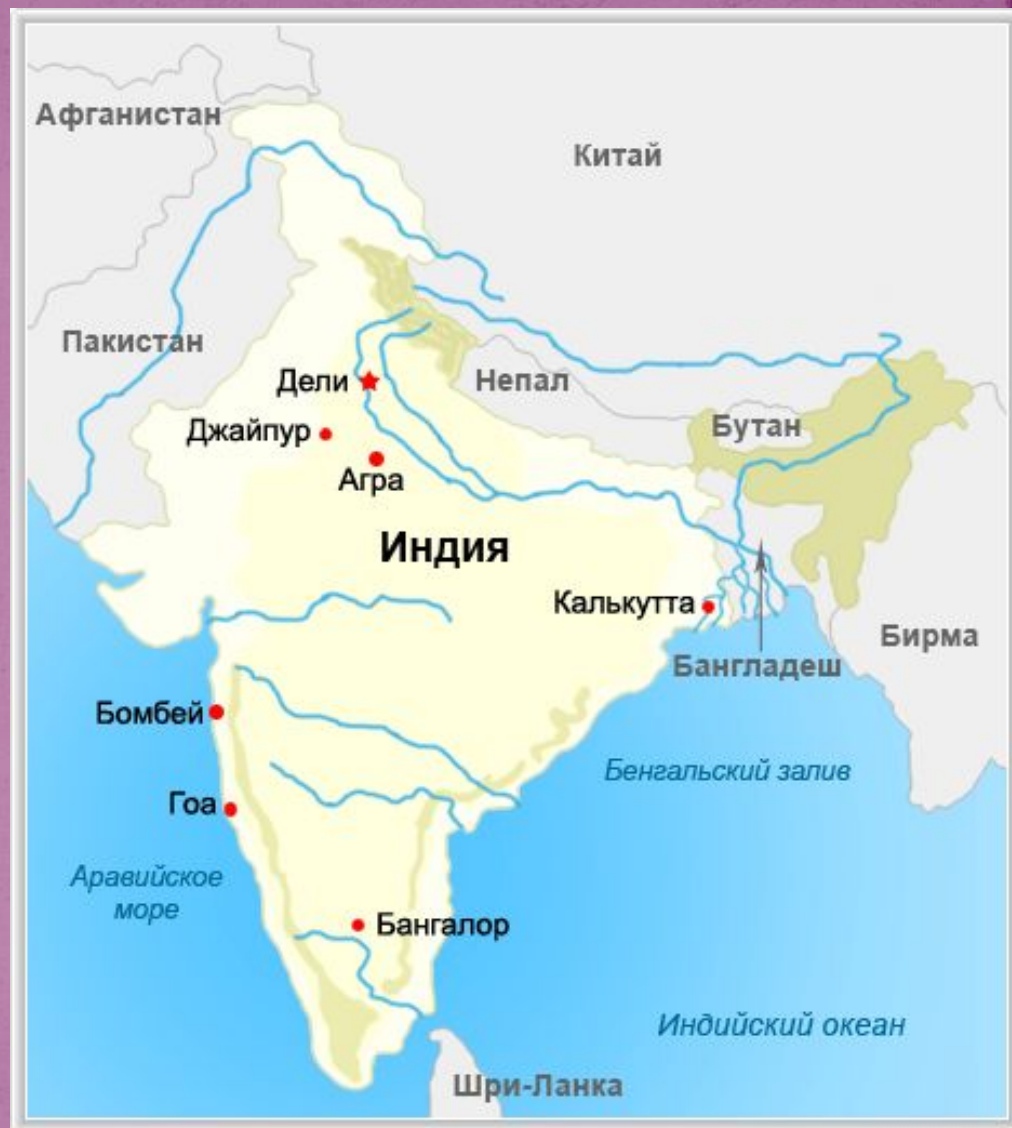 Афганистан
Китай
Пакистан
Непал
Дели
Джайпур
Бутан
Агра
Индия
Калькутта
Бирма
Бангладеш
Бомбей
Бенгальский залив
Гоа
Аравийское
море
Бангалор
Индийский океан
Шри-Ланка